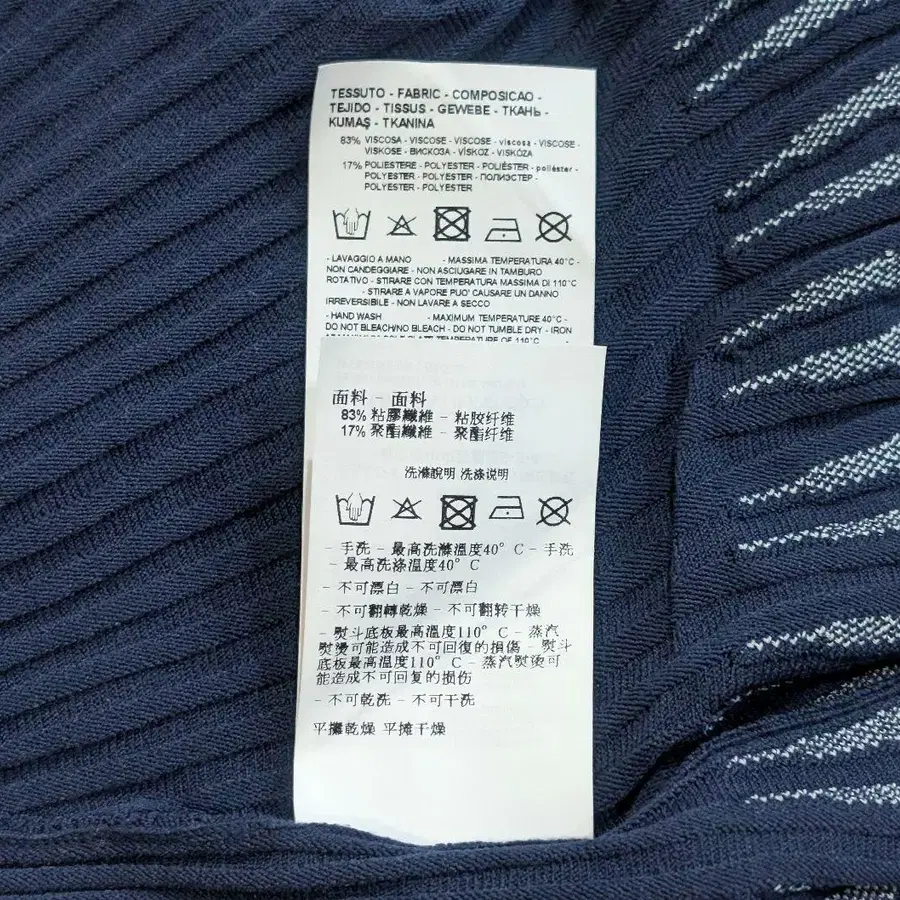 TESSUTO - FABRIC - COMPOSICAO -
TEJIDO - TISSUS - GEWEBE - ТКАНЬ -
KUMAŞ - TKANINA
83% VISCOSA - VISCOSE - VISCOSE - viscosa - VISCOSE -
VISKOSE - ВИСКОЗА - VİSKOZ - VISKÓZA
17% POLIESTERE - POLYESTER - POLIÉSTER - poliéster -
POLYESTER - POLYESTER - ПОЛИЭСТЕР -
POLYESTER - POLYESTER
- LAVAGGIO A MANO - MASSIMA TEMPERATURA 40°C -
NON CANDEGGIARE - NON ASCIUGARE IN TAMBURO
ROTATIVO - STIRARE CON TEMPERATURA MASSIMA DI 110°C
- STIRARE A VAPORE PUO' CAUSARE UN DANNO
IRREVERSIBILE - NON LAVARE A SECCO
- HAND WASH - MAXIMUM TEMPERATURE 40°C -
DO NOT BLEACH/NO BLEACH - DO NOT TUMBLE DRY - IRON
PLATE TEMPERATURE OF 110°C -
面料 - 面料
83% 粘膠纖維 - 粘胶纤维
17% 聚酯纖維 - 聚酯纤维
洗滌說明 洗涤说明
- 手洗 - 最高洗滌溫度40° C - 手洗
- 最高洗涤温度40° C
- 不可漂白 - 不可漂白
- 不可翻轉乾燥 - 不可翻转干燥
- 熨斗底板最高溫度110° C - 蒸汽
熨燙可能造成不可回復的損傷 - 熨斗
底板最高温度110° C - 蒸汽熨烫可
能造成不可回复的损伤
- 不可乾洗 - 不可干洗
平攤乾燥 平摊干燥